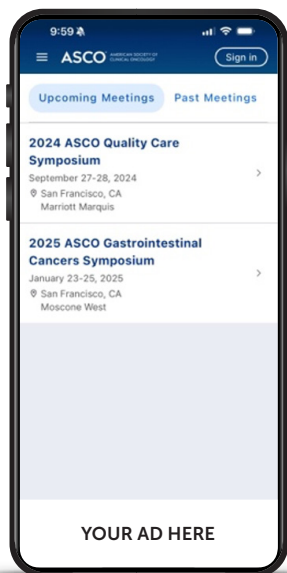 9:59
ASCO AMERICAN SOCIETY OF
CLINICAL ONCOLOGY
Sign in
Upcoming Meetings Past Meetings
2024 ASCO Quality Care
Symposium
September 27-28, 2024
San Francisco, CA
Marriott Marquis
2025 ASCO Gastrointestinal
Cancers Symposium
January 23-25, 2025
San Francisco, CA
Moscone West
YOUR AD HERE